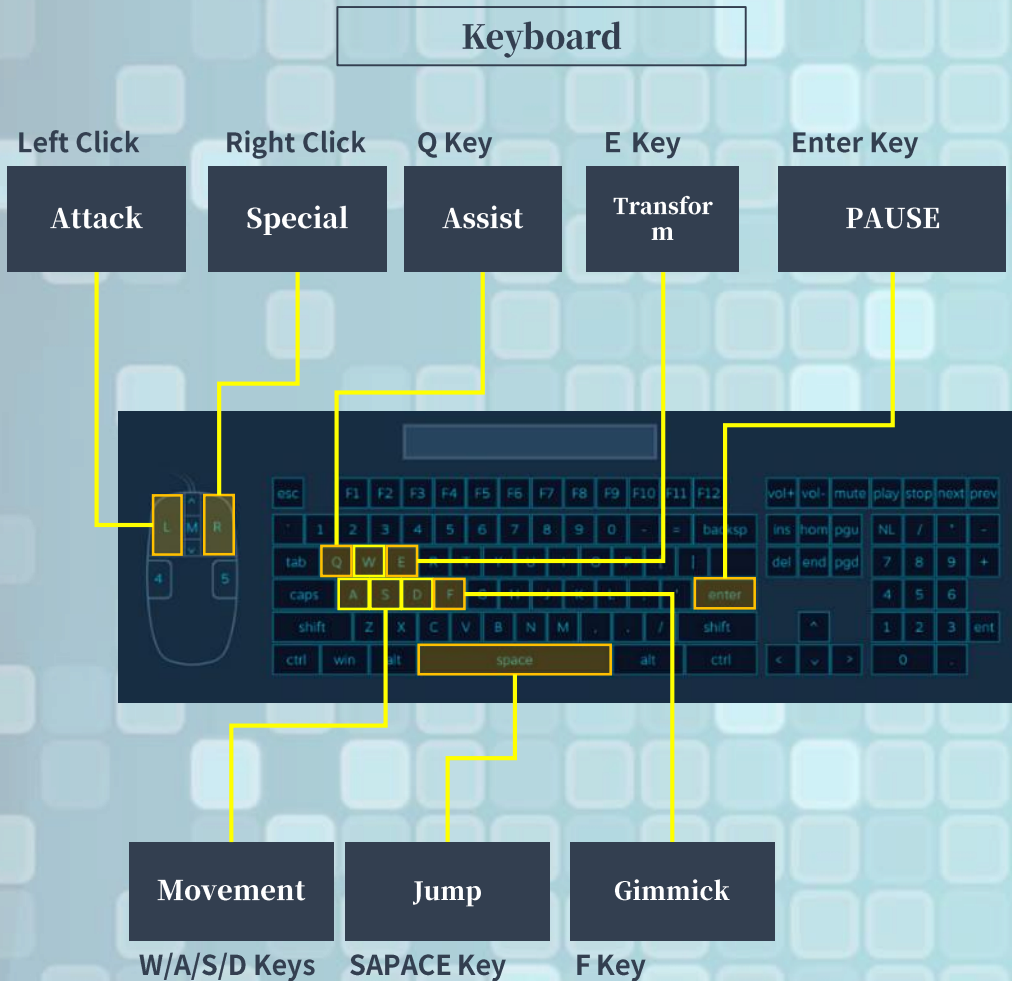 Keyboard
Left Click
Right Click
Q Key
E Key
Enter Key
Attack
Special
Assist
Transfor
m
PAUSE
esc F1 F2 F3 F4 F5 F6 F7 F8 F9 F10 F11 F12 vol+ vol- mute play stop next prev
L M R
` 1 2 3 4 5 6 7 8 9 0 - = backsp ins hom pgu NL / * -
tab Q W E R T Y U I O P [ ] del end pgd 7 8 9 +
4 5
caps A S D F G H J K L ; ' enter 4 5 6
shift Z X C V B N M , . / shift ^ 1 2 3 ent
ctrl win alt space alt ctrl < v > 0 .
Movement
Jump
Gimmick
W/A/S/D Keys
SAPACE Key
F Key